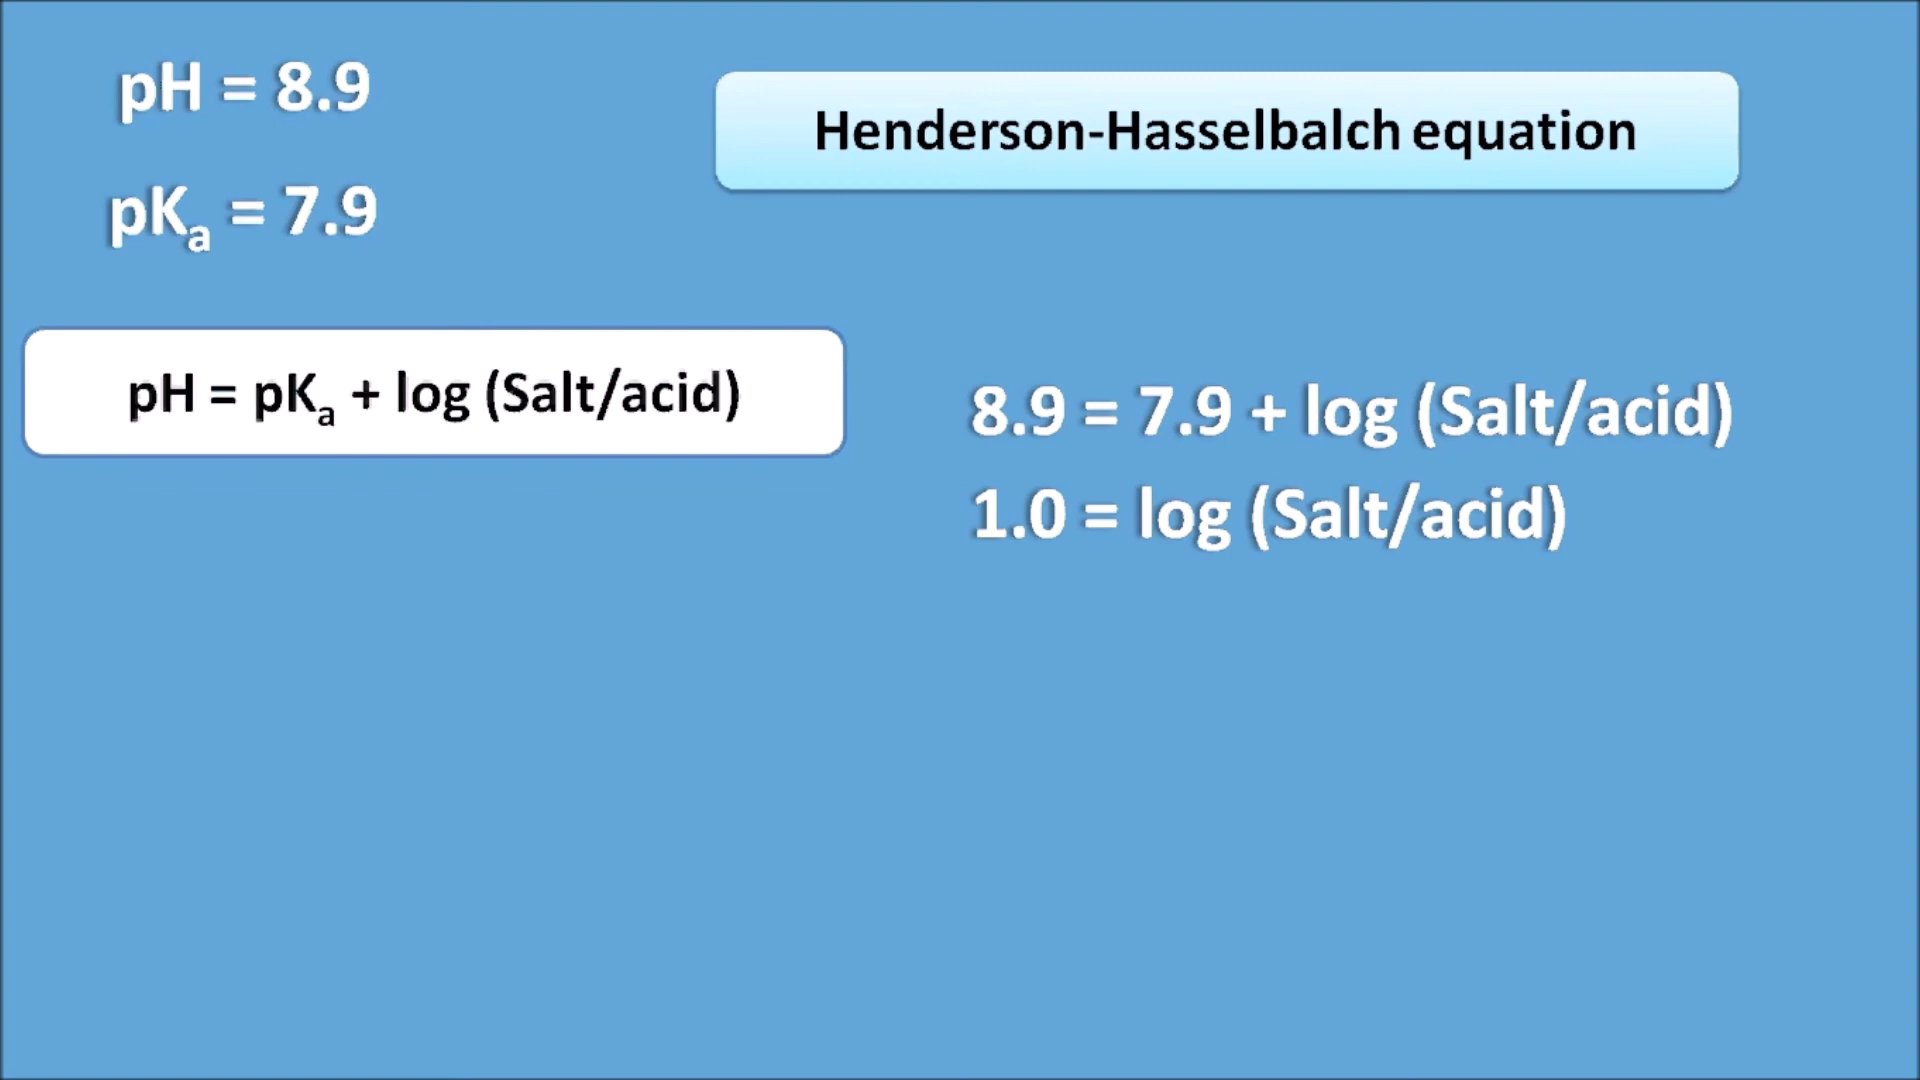 pH = 8.9
Henderson-Hasselbalch equation
pKₐ = 7.9
pH = pKₐ + log (Salt/acid)
8.9 = 7.9 + log (Salt/acid)
1.0 = log (Salt/acid)